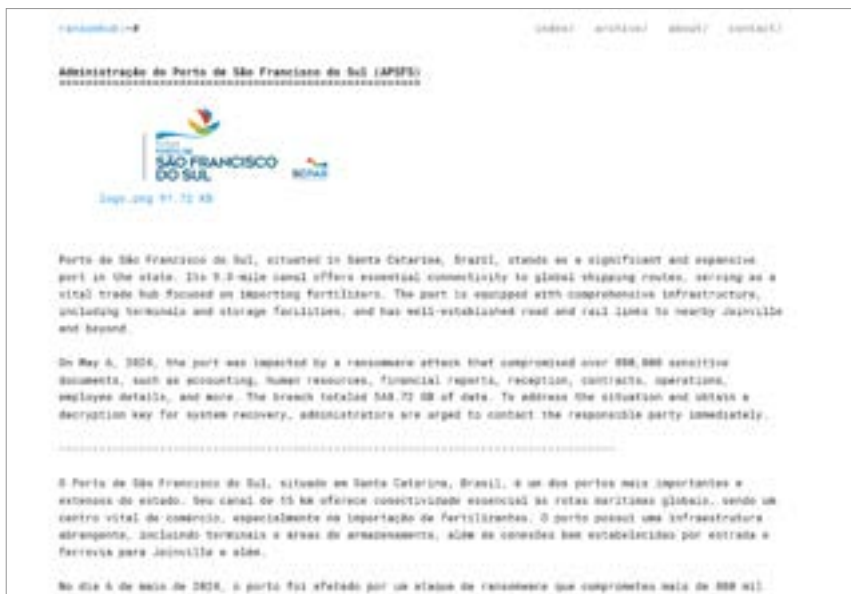 ransomhub:~# index/ archive/ about/ contact/
Administração do Porto de São Francisco do Sul (APSFS)
PORTO DE
SÃO FRANCISCO
DO SUL
SCPAR
logo.png 91.72 KB
Porto de São Francisco do Sul, situated in Santa Catarina, Brazil, stands as a significant and expansive
port in the state. Its 9.3-mile canal offers essential connectivity to global shipping routes, serving as a
vital trade hub focused on importing fertilizers. The port is equipped with comprehensive infrastructure,
including terminals and storage facilities, and has well-established road and rail links to nearby Joinville
and beyond.
On May 6, 2024, the port was impacted by a ransomware attack that compromised over sensitive
documents, such as accounting, human resources, financial reports, reception, contracts, operations,
employee details, and more. The breach totaled GB of data. To address the situation and obtain a
decryption key for system recovery, administrators are urged to contact the responsible party immediately.
O Porto de São Francisco do Sul, situado em Santa Catarina, Brasil, é um dos portos mais importantes e
extensos do estado. Seu canal de 15 km oferece conectividade essencial às rotas marítimas globais, sendo um
centro vital de comércio, especialmente na importação de fertilizantes. O porto possui uma infraestrutura
abrangente, incluindo terminais e áreas de armazenamento, além de conexões bem estabelecidas por estrada e
ferrovia para Joinville e além.
No dia 6 de maio de 2024, o porto foi afetado por um ataque de ransomware que comprometeu mais de mil